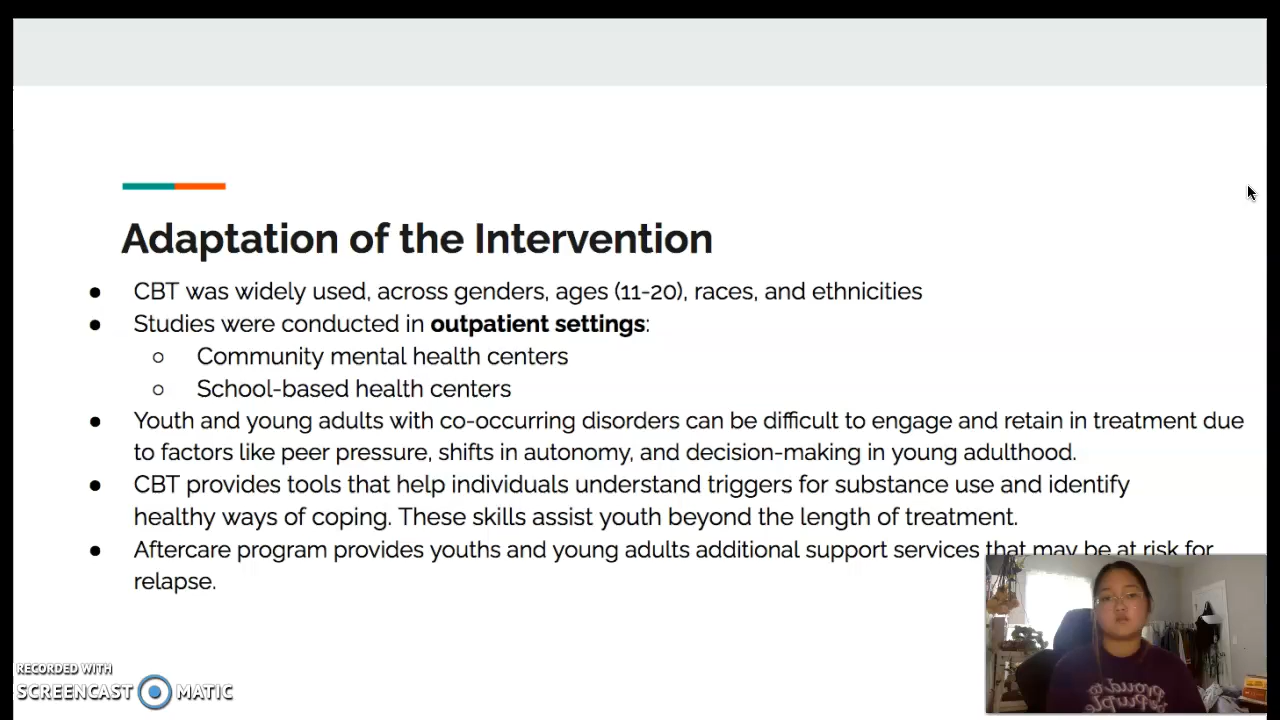 Adaptation of the Intervention
● CBT was widely used, across genders, ages (11-20), races, and ethnicities
● Studies were conducted in outpatient settings:
○ Community mental health centers
○ School-based health centers
● Youth and young adults with co-occurring disorders can be difficult to engage and retain in treatment due
to factors like peer pressure, shifts in autonomy, and decision-making in young adulthood.
● CBT provides tools that help individuals understand triggers for substance use and identify
healthy ways of coping. These skills assist youth beyond the length of treatment.
● Aftercare program provides youths and young adults additional support services that may be at risk for
relapse.
RECORDED WITH
SCREENCAST MATIC
Proud to
B Purple